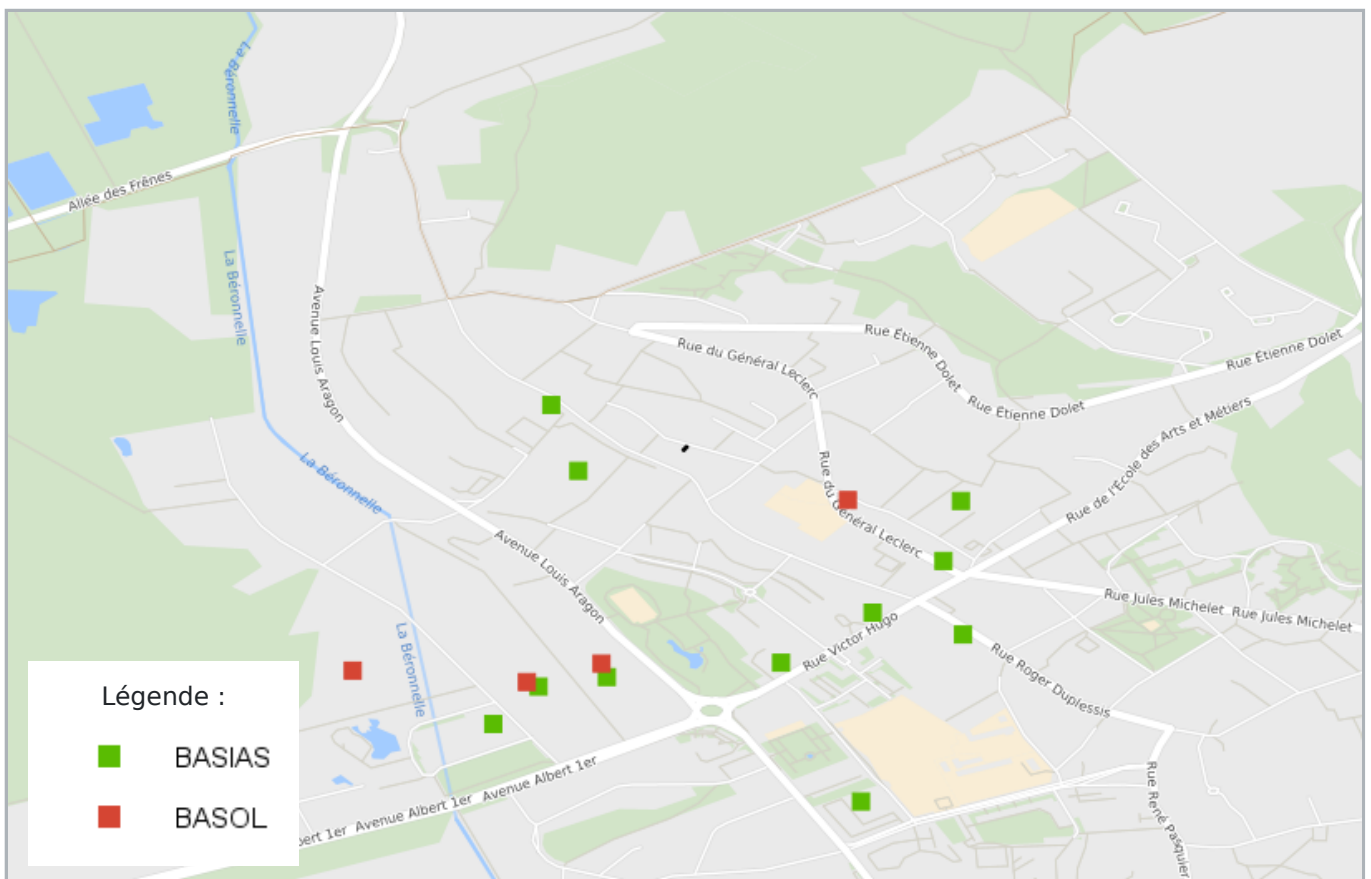 La Béronnelle
Allée des Frênes
La Béronnelle
Avenue Louis Aragon
Rue du Général Leclerc
Rue Étienne Dolet
Rue Étienne Dolet
Rue Étienne Dolet
Rue de l'École des Arts et Métiers
Rue du Général Leclerc
La Béronnelle
Avenue Louis Aragon
La Béronnelle
Rue Jules Michelet Rue Jules Michelet
Rue Victor Hugo
Rue Roger Duplessis
Rue René Pasquier
Avenue Albert 1er
Avenue Albert 1er
bert 1er
Légende :
BASIAS
BASOL